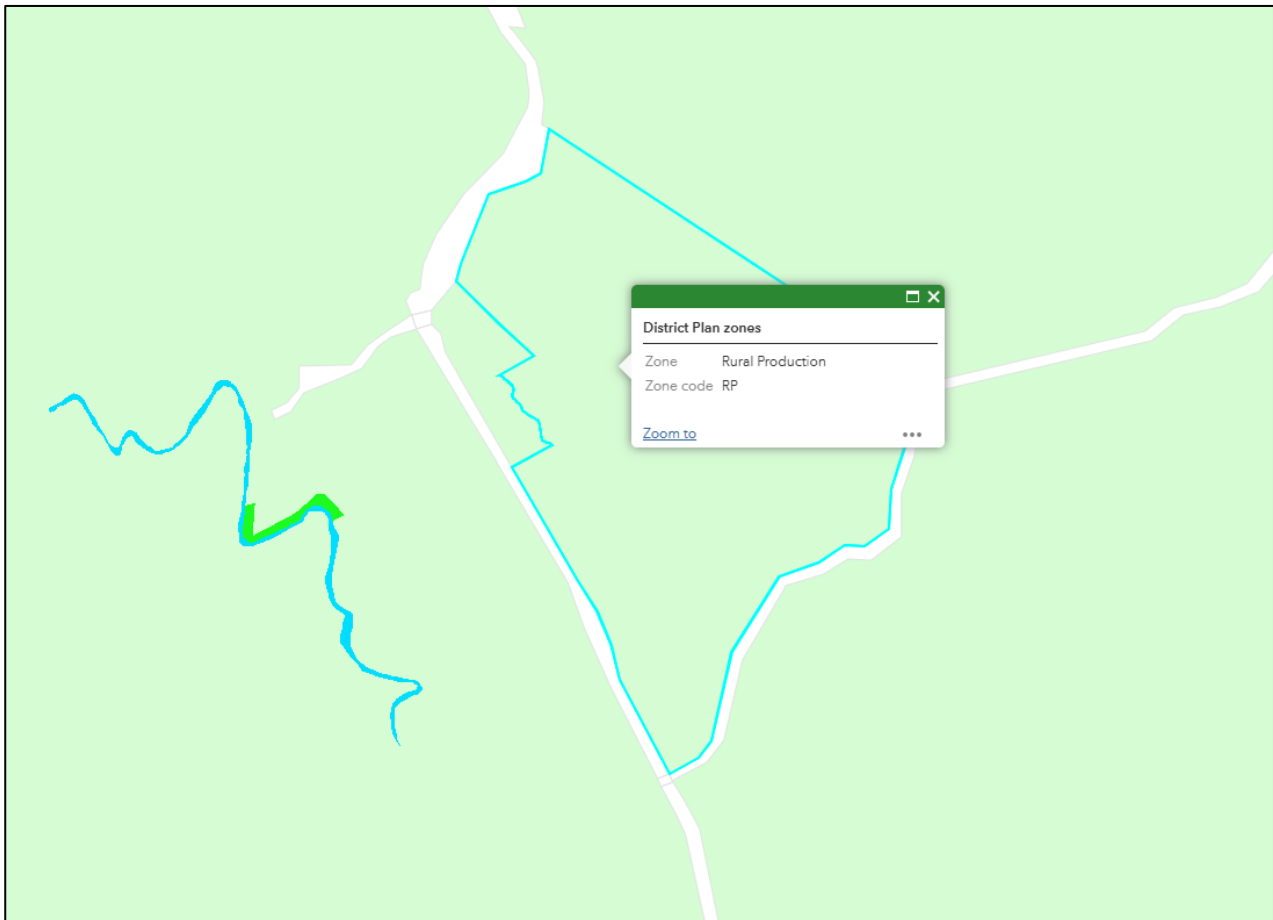 District Plan zones
Zone Rural Production
Zone code RP
Zoom to